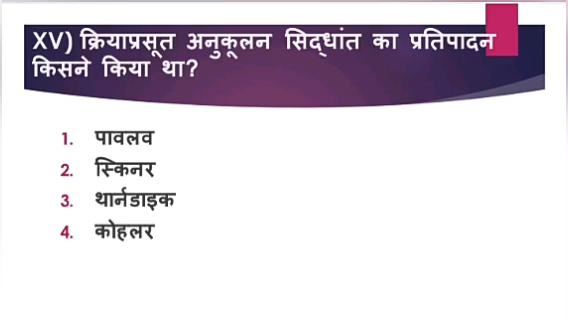 XV) क्रियाप्रसूत अनुकूलन सिद्धांत का प्रतिपादन
किसने किया था?
1. पावलव
2. स्किनर
3. थार्नडाइक
4. कोहलर